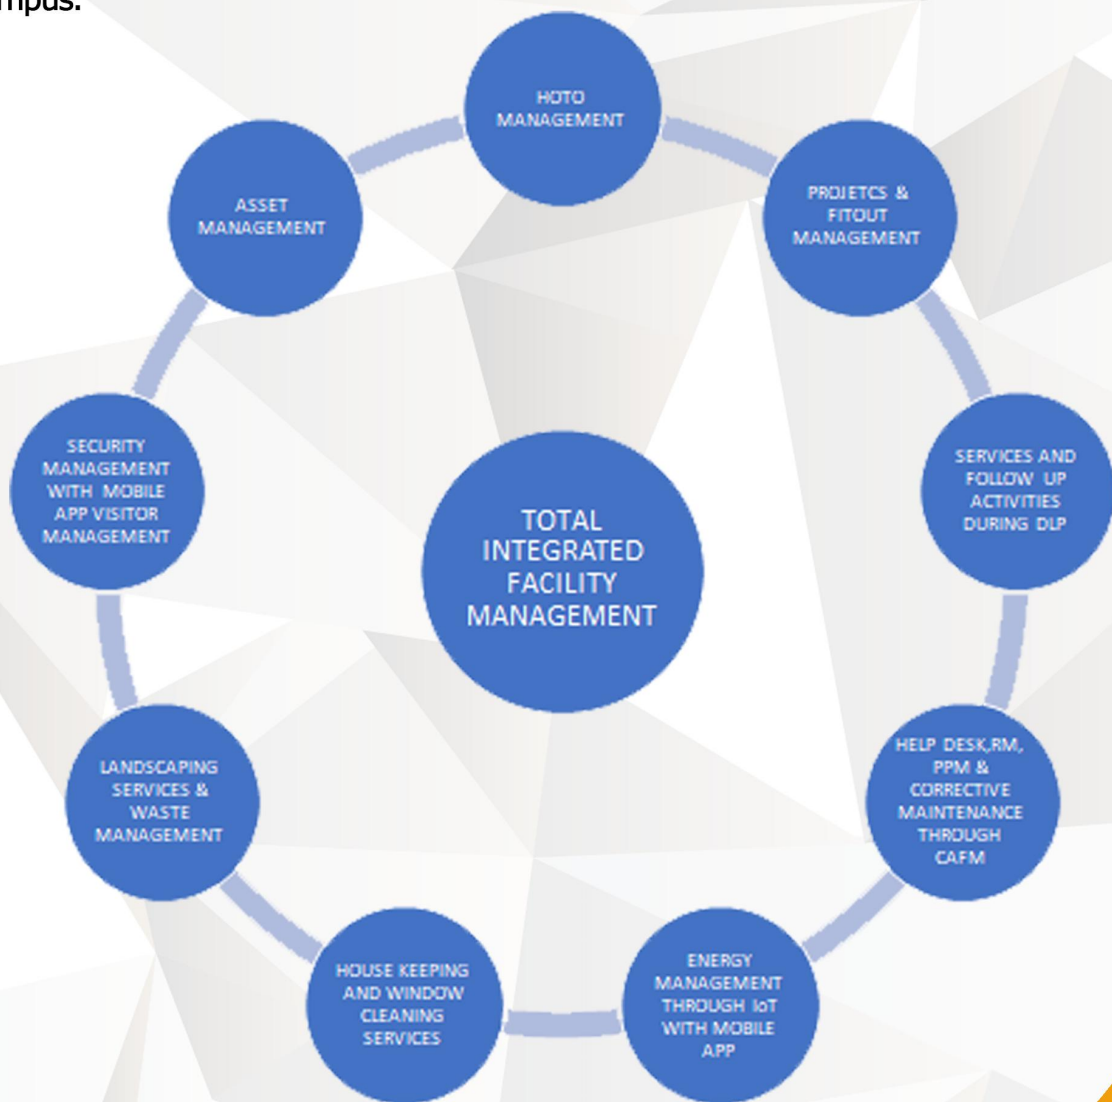 HOTO
MANAGEMENT
PROJETCS &
FITOUT
MANAGEMENT
SERVICES AND
FOLLOW UP
ACTIVITIES
DURING DLP
HELP DESK,RM,
PPM &
CORRECTIVE
MAINTENANCE
THROUGH
CAFM
ENERGY
MANAGEMENT
THROUGH IoT
WITH MOBILE
APP
HOUSE KEEPING
AND WINDOW
CLEANING
SERVICES
LANDSCAPING
SERVICES &
WASTE
MANAGEMENT
SECURITY
MANAGEMENT
WITH MOBILE
APP VISITOR
MANAGEMENT
ASSET
MANAGEMENT
TOTAL
INTEGRATED
FACILITY
MANAGEMENT